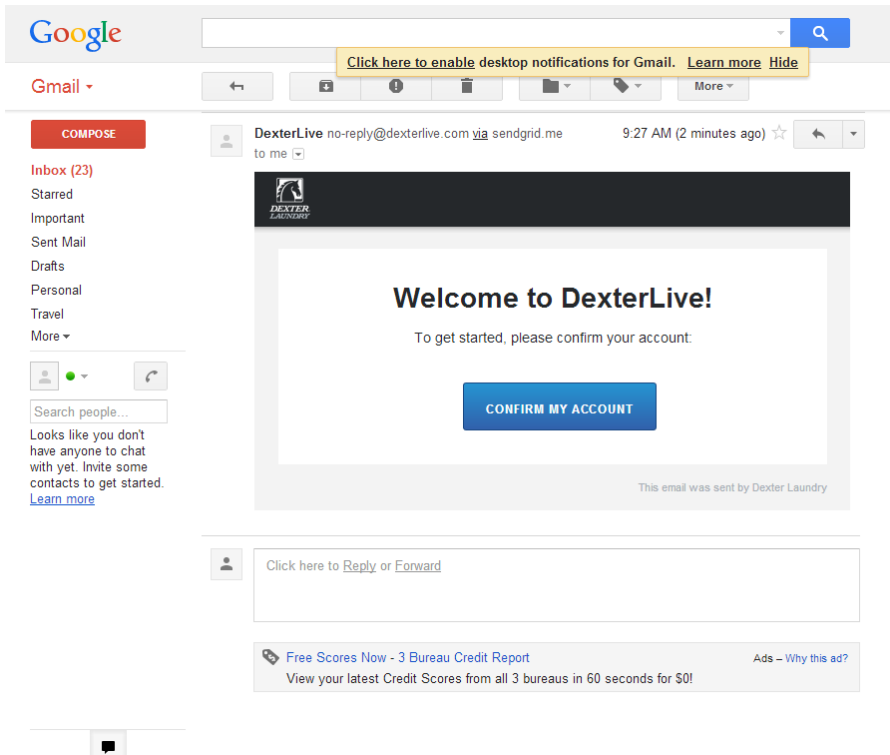 Google
Click here to enable desktop notifications for Gmail. Learn more Hide
Gmail
More
COMPOSE
Inbox (23)
Starred
Important
Sent Mail
Drafts
Personal
Travel
More
Search people...
Looks like you don't
have anyone to chat
with yet. Invite some
contacts to get started.
Learn more
DexterLive no-reply@dexterlive.com via sendgrid.me 9:27 AM (2 minutes ago)
to me
DEXTER
LAUNDRY
Welcome to DexterLive!
To get started, please confirm your account:
CONFIRM MY ACCOUNT
This email was sent by Dexter Laundry
Click here to Reply or Forward
Free Scores Now - 3 Bureau Credit Report Ads – Why this ad?
View your latest Credit Scores from all 3 bureaus in 60 seconds for $0!